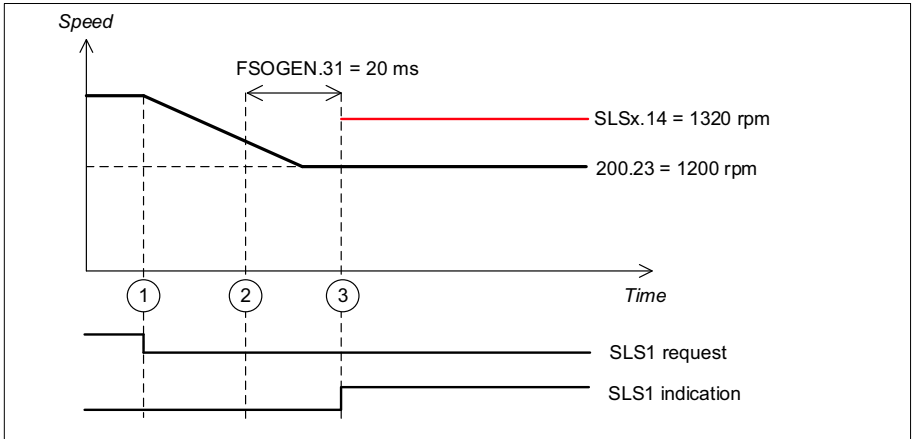 Speed
FSOGEN.31 = 20 ms
SLSx.14 = 1320 rpm
200.23 = 1200 rpm
1
2
3
Time
SLS1 request
SLS1 indication